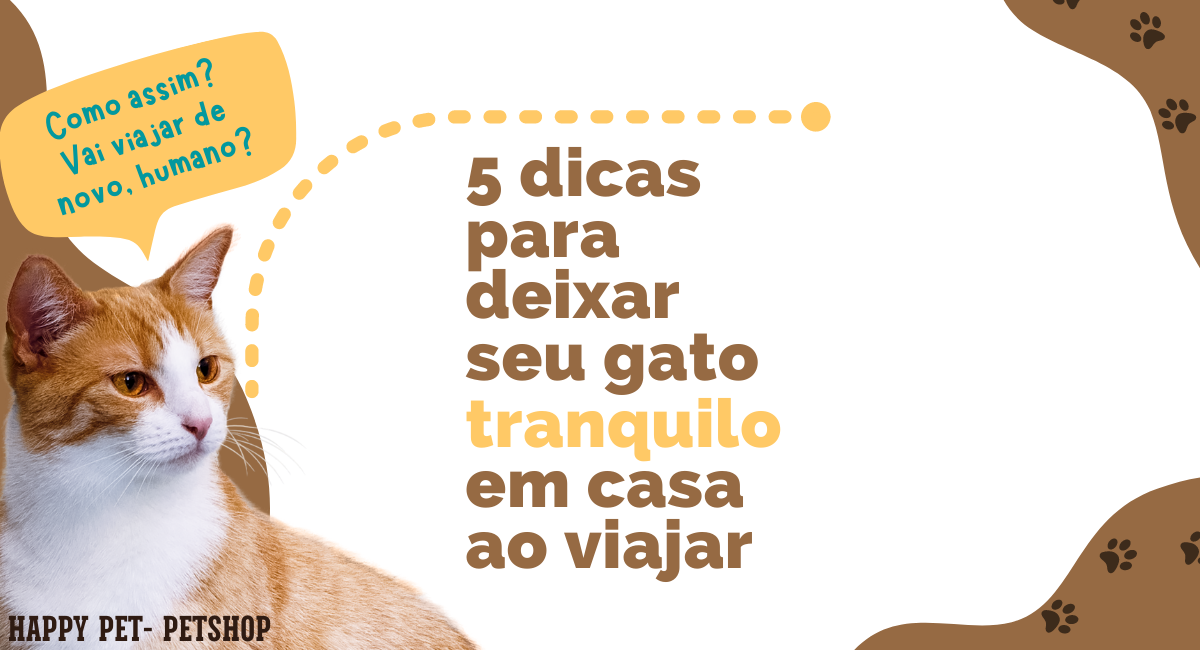 Como assim?
Vai viajar de
novo, humano?
5 dicas
para
deixar
seu gato
tranquilo
em casa
ao viajar
HAPPY PET- PETSHOP